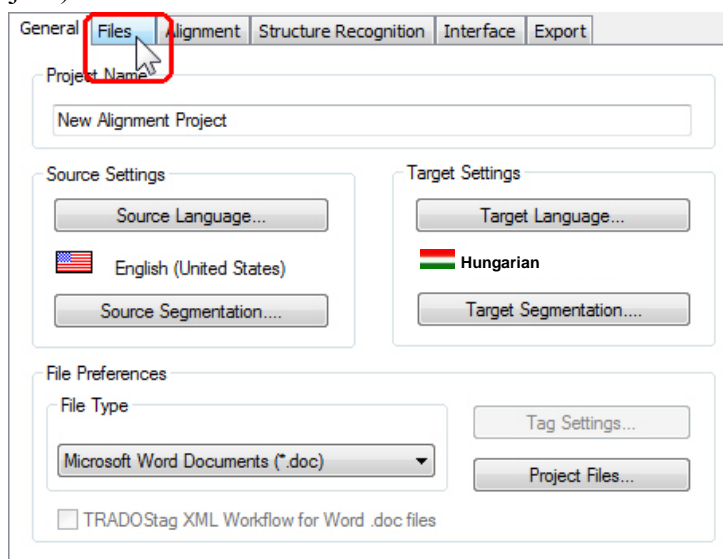 General Files Alignment Structure Recognition Interface Export
Project Name
New Alignment Project
Source Settings Target Settings
Source Language... Target Language...
English (United States) Hungarian
Source Segmentation.... Target Segmentation....
File Preferences
File Type
Tag Settings...
Microsoft Word Documents (*.doc)
Project Files...
TRADOStag XML Workflow for Word .doc files